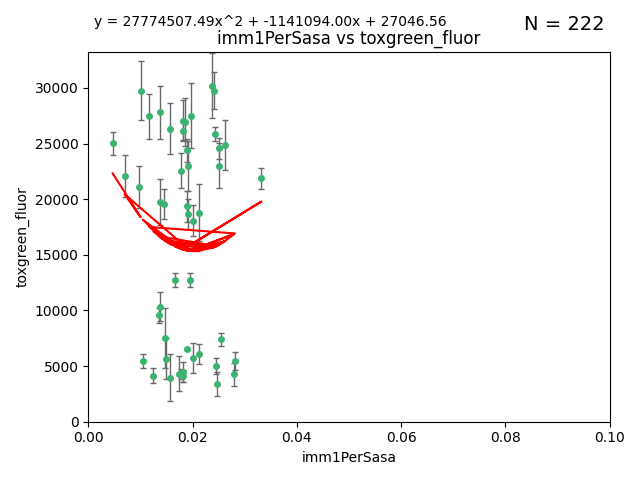 y = 27774507.49x^2 + -1141094.00x + 27046.56
N = 222
imm1PerSasa vs toxgreen_fluor
30000
25000
20000
15000
10000
5000
0
toxgreen_fluor
0.00
0.02
0.04
0.06
0.08
0.10
imm1PerSasa